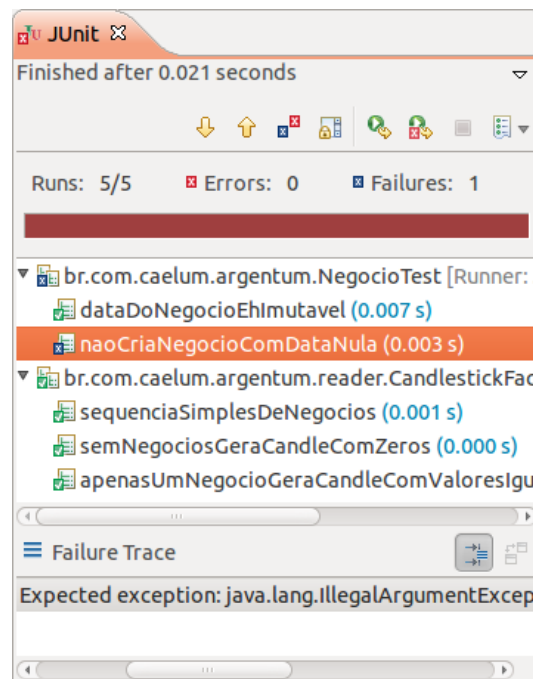 JUnit
Finished after 0.021 seconds
Runs: 5/5 Errors: 0 Failures: 1
br.com.caelum.argentum.NegocioTest [Runner:
dataDoNegocioEhImutavel (0.007 s)
naoCriaNegocioComDataNula (0.003 s)
br.com.caelum.argentum.reader.CandlestickFac
sequenciaSimplesDeNegocios (0.001 s)
semNegociosGeraCandleComZeros (0.000 s)
apenasUmNegocioGeraCandleComValoresIgu
Failure Trace
Expected exception: java.lang.IllegalArgumentExcep